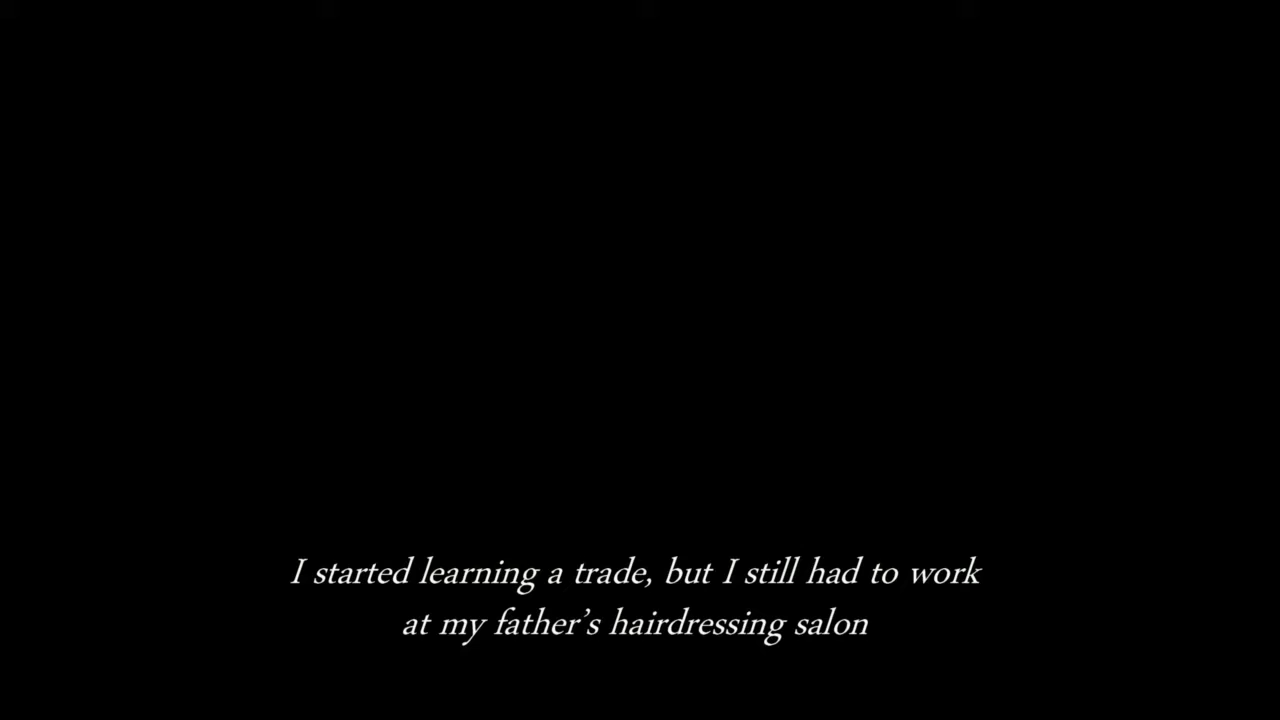 I started learning a trade, but I still had to work
at my father’s hairdressing salon